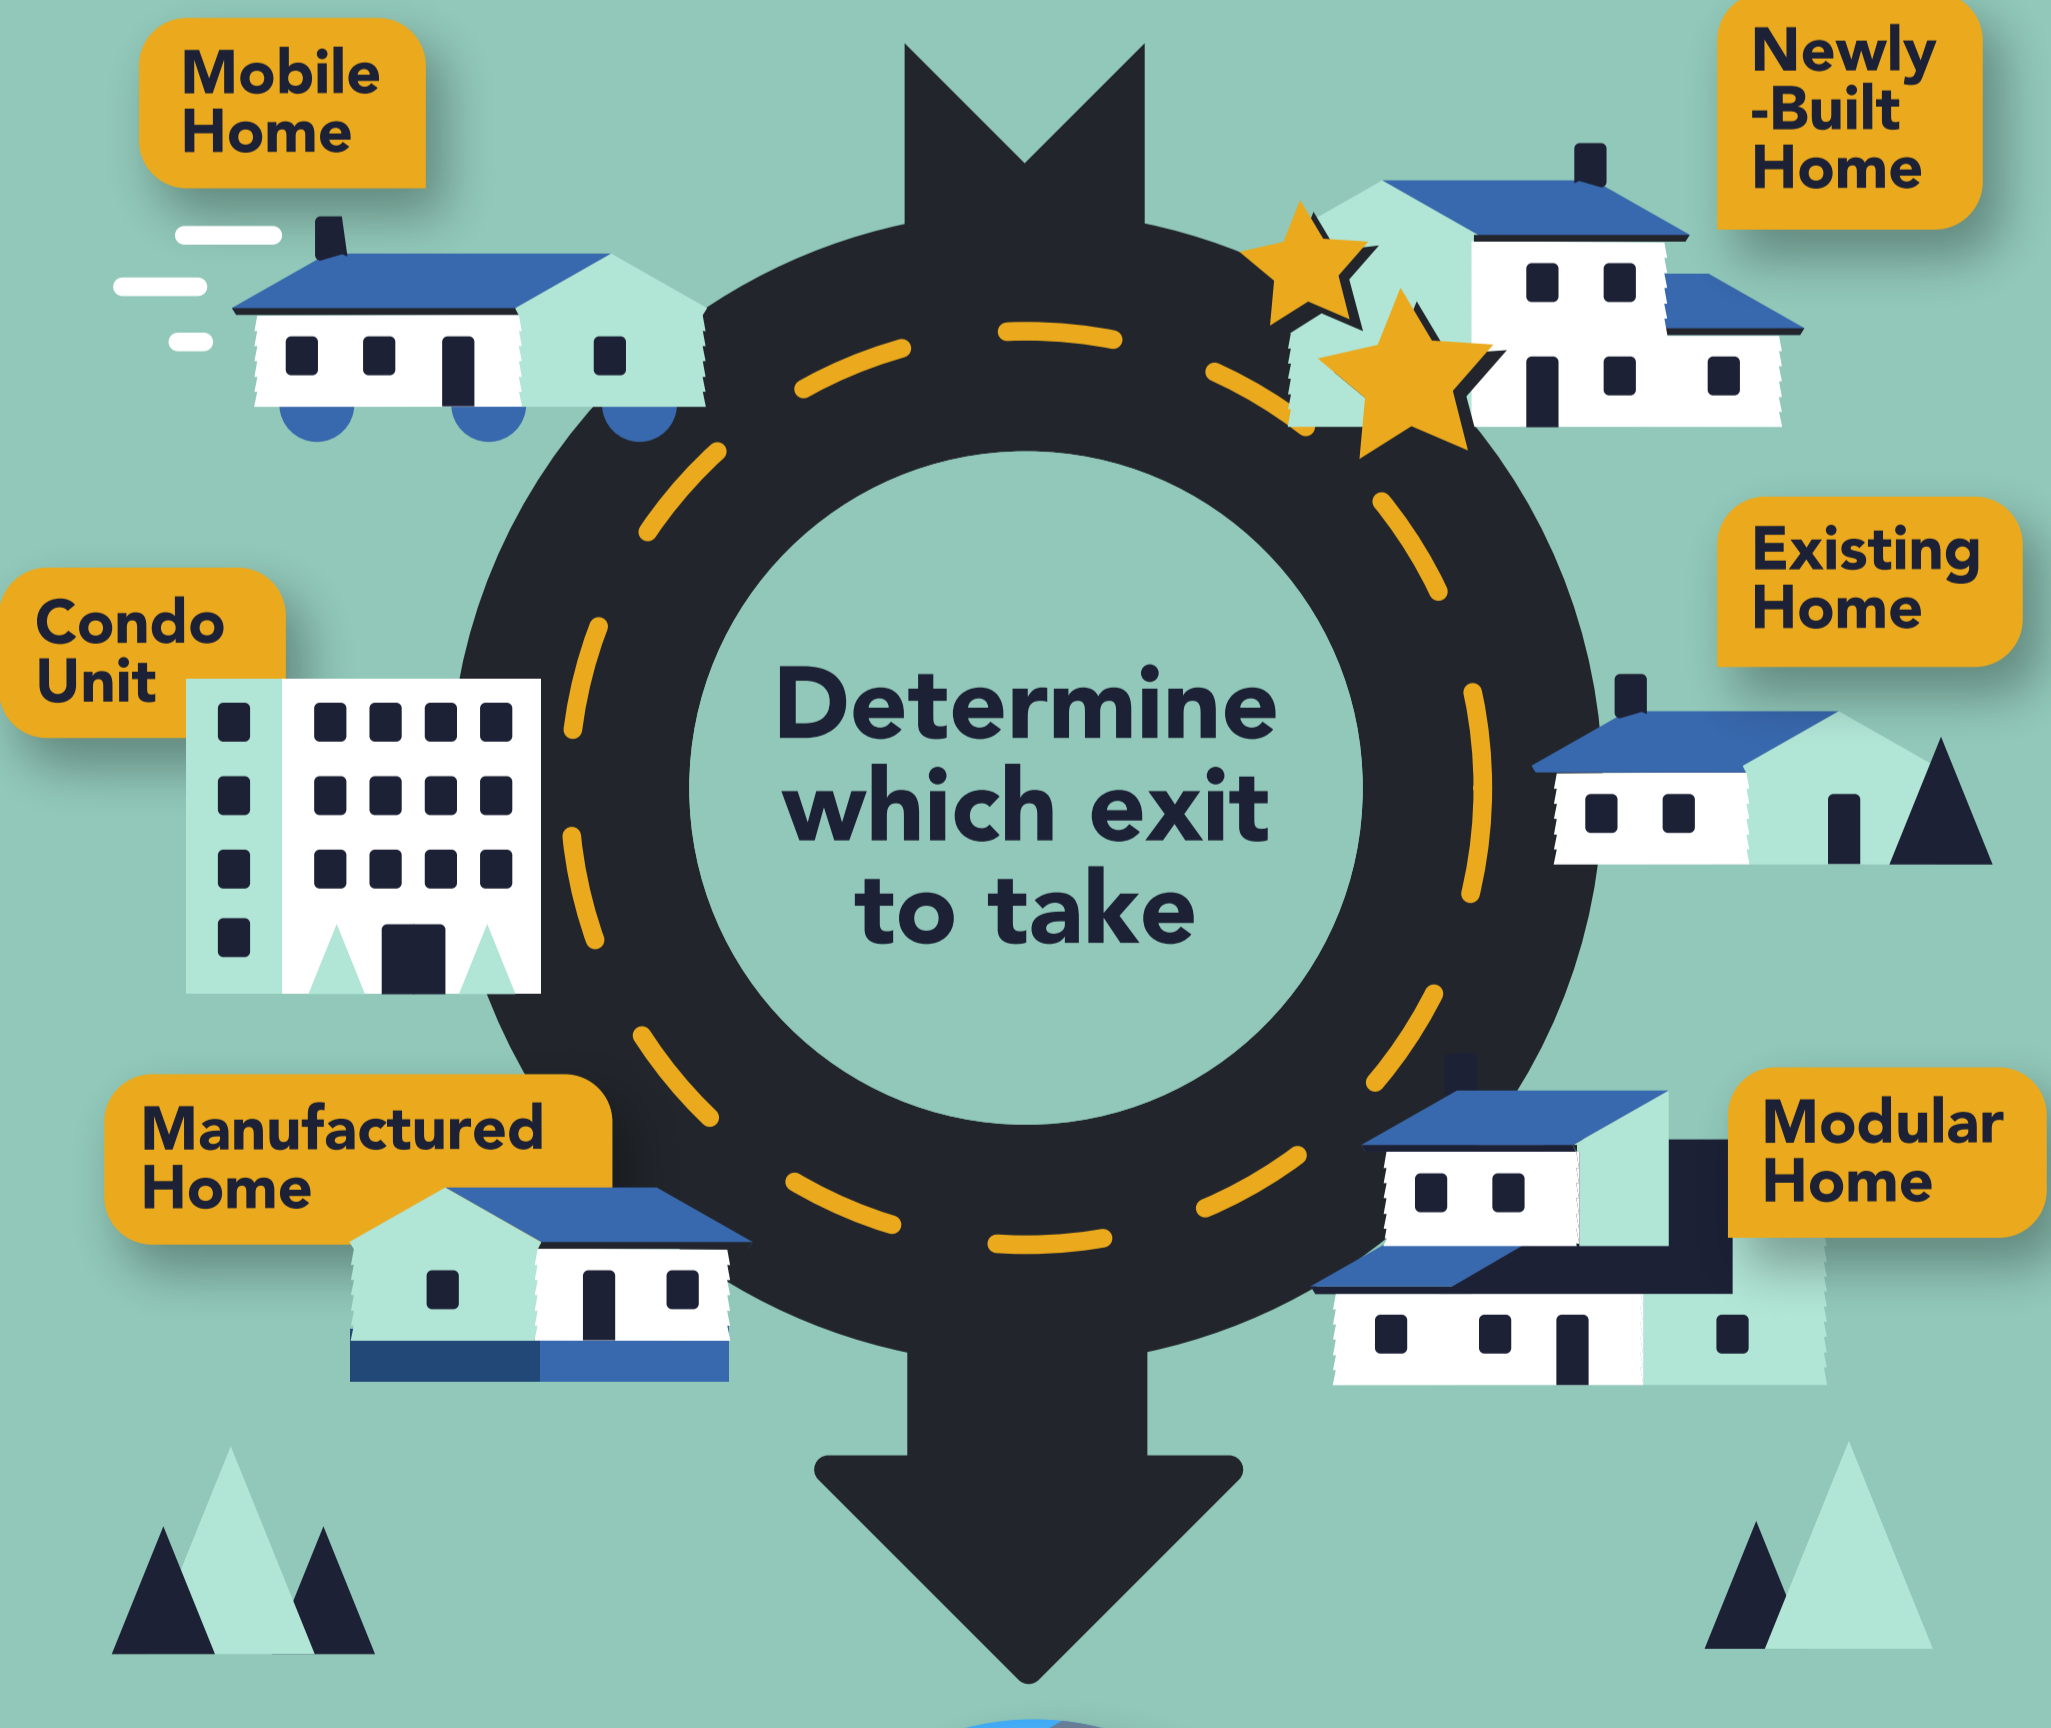 Mobile
Home
Newly
-Built
Home
Condo
Unit
Existing
Home
Determine
which exit
to take
Manufactured
Home
Modular
Home